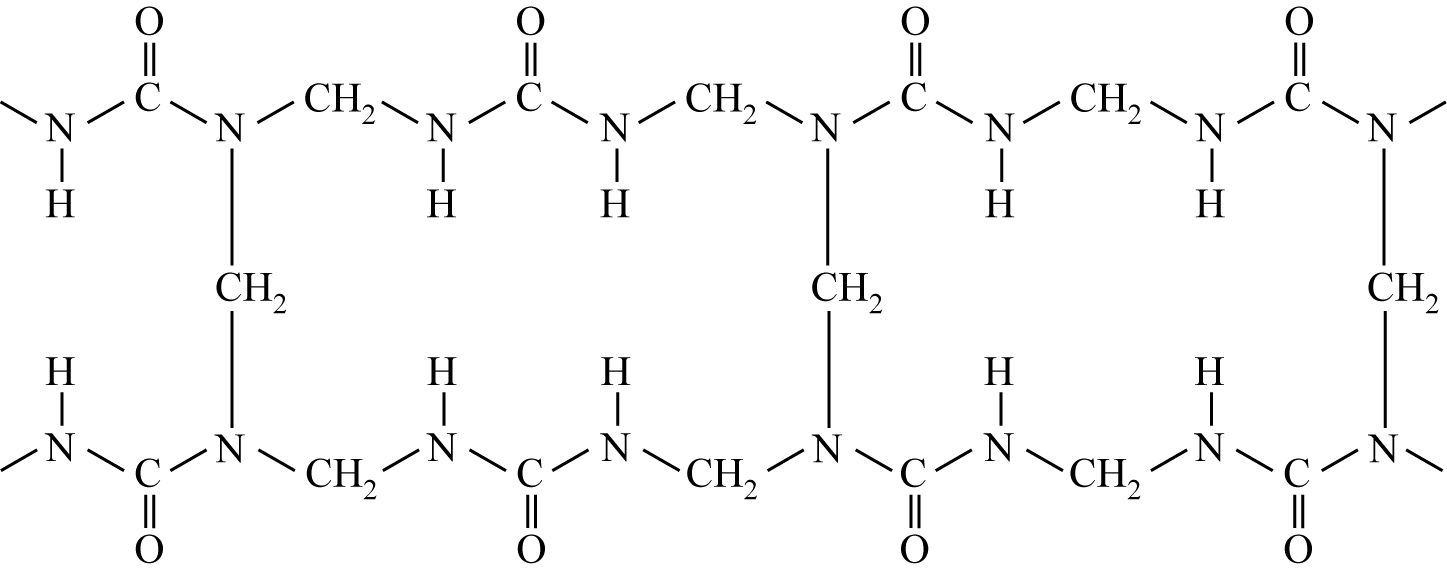 O O O O
C N CH₂ N C N CH₂ N C N CH₂ N C N
N
H H H H H
CH₂ CH₂ CH₂
H H H H H
N N N N N N N N
C CH₂ C CH₂ C CH₂ C
O O O O